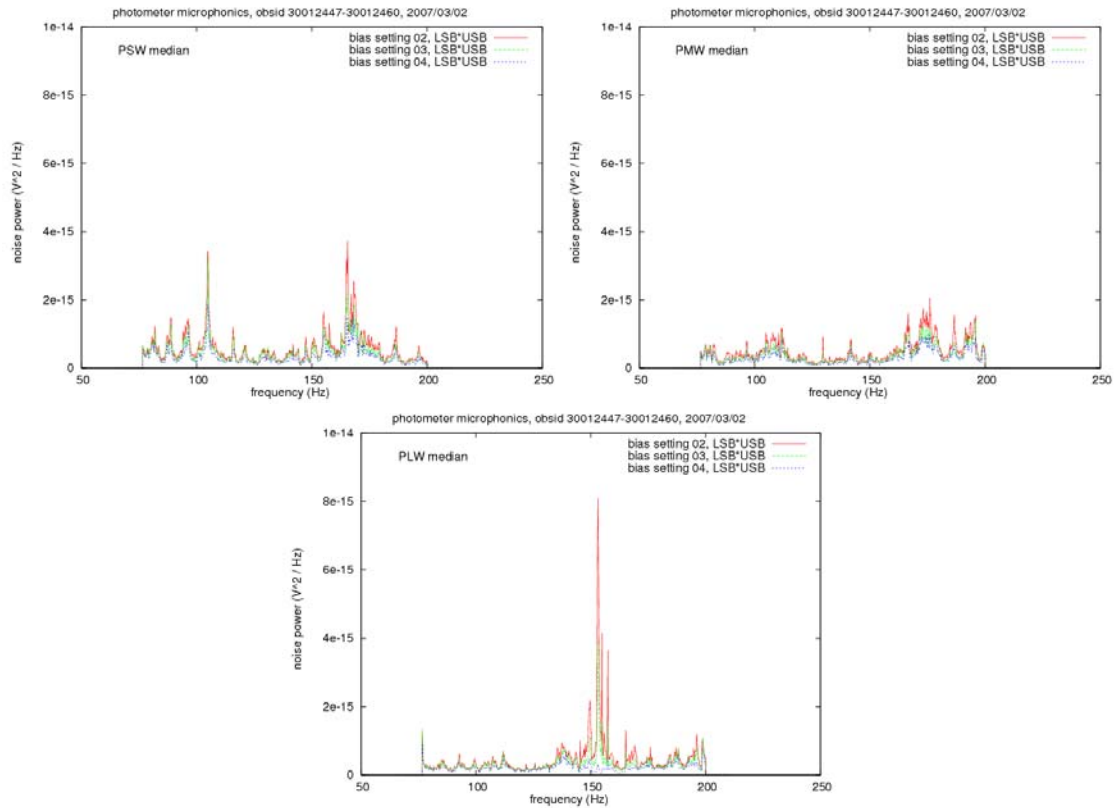 photometer microphonics, obsid 30012447-30012460, 2007/03/02
1e-14
8e-15
6e-15
4e-15
2e-15
0
noise power (V^2 / Hz)
PSW median
bias setting 02, LSB*USB
bias setting 03, LSB*USB
bias setting 04, LSB*USB
50
100
150
200
250
frequency (Hz)
photometer microphonics, obsid 30012447-30012460, 2007/03/02
1e-14
8e-15
6e-15
4e-15
2e-15
0
noise power (V^2 / Hz)
PMW median
bias setting 02, LSB*USB
bias setting 03, LSB*USB
bias setting 04, LSB*USB
50
100
150
200
250
frequency (Hz)
photometer microphonics, obsid 30012447-30012460, 2007/03/02
1e-14
8e-15
6e-15
4e-15
2e-15
0
noise power (V^2 / Hz)
PLW median
bias setting 02, LSB*USB
bias setting 03, LSB*USB
bias setting 04, LSB*USB
50
100
150
200
250
frequency (Hz)